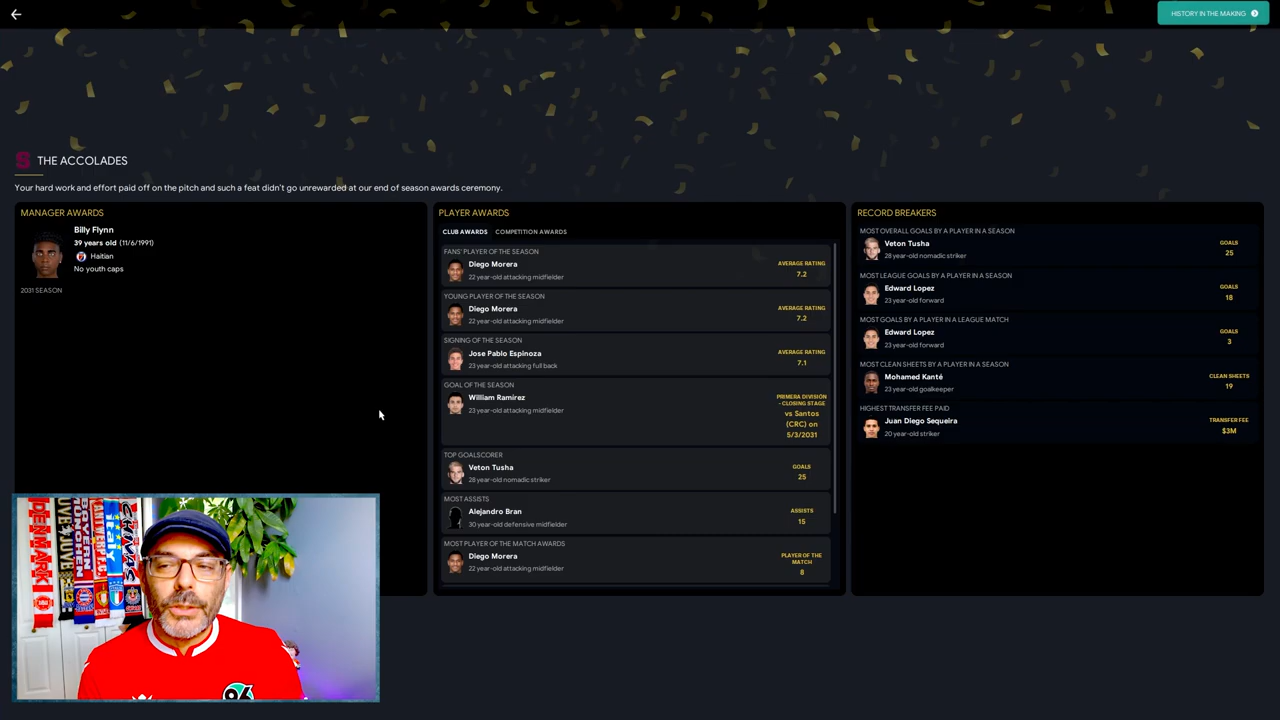 HISTORY IN THE MAKING
THE ACCOLADES
Your hard work and effort paid off on the pitch and such a feat didn't go unrewarded at our end of season awards ceremony.
MANAGER AWARDS
Billy Flynn
39 years old (11/6/1991)
Haitian
No youth caps
2031 SEASON
PLAYER AWARDS
CLUB AWARDS COMPETITION AWARDS
FANS' PLAYER OF THE SEASON
Diego Morera
22 year-old attacking midfielder
AVERAGE RATING
7.2
YOUNG PLAYER OF THE SEASON
Diego Morera
22 year-old attacking midfielder
AVERAGE RATING
7.2
SIGNING OF THE SEASON
Jose Pablo Espinoza
23 year-old attacking full back
AVERAGE RATING
7.1
GOAL OF THE SEASON
William Ramírez
23 year-old attacking midfielder
PRIMERA DIVISIÓN
- CLOSING STAGE
vs Santos
(CRC) on
5/3/2031
TOP GOALSCORER
Veton Tusha
28 year-old nomadic striker
GOALS
25
MOST ASSISTS
Alejandro Bran
30 year-old defensive midfielder
ASSISTS
15
MOST PLAYER OF THE MATCH AWARDS
Diego Morera
22 year-old attacking midfielder
PLAYER OF THE
MATCH
8
RECORD BREAKERS
MOST OVERALL GOALS BY A PLAYER IN A SEASON
Veton Tusha
28 year-old nomadic striker
GOALS
25
MOST LEAGUE GOALS BY A PLAYER IN A SEASON
Edward Lopez
23 year-old forward
GOALS
18
MOST GOALS BY A PLAYER IN A LEAGUE MATCH
Edward Lopez
23 year-old forward
GOALS
3
MOST CLEAN SHEETS BY A PLAYER IN A SEASON
Mohamed Kanté
23 year-old goalkeeper
CLEAN SHEETS
19
HIGHEST TRANSFER FEE PAID
Juan Diego Sequeira
20 year-old striker
TRANSFER FEE
$3M
DENMARK
96